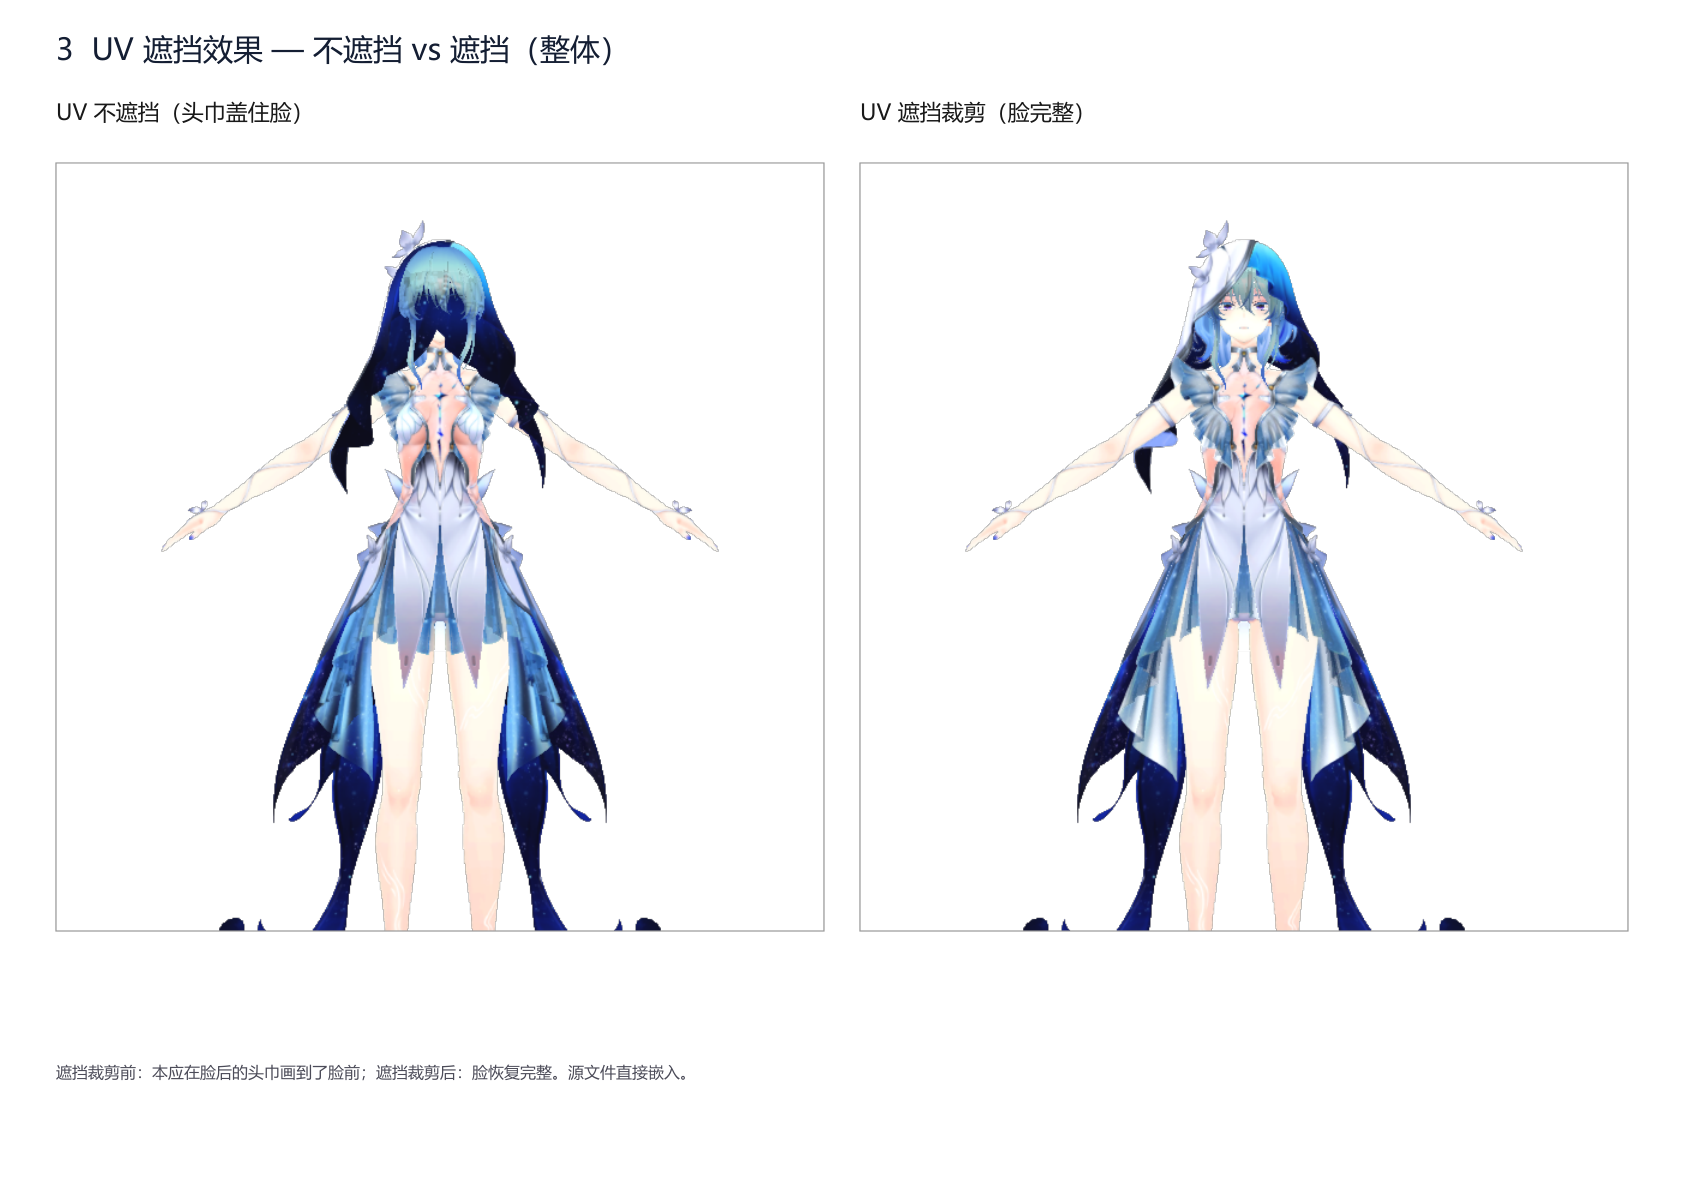 3 UV 遮挡效果 — 不遮挡 vs 遮挡（整体）
UV 不遮挡（头巾盖住脸）
UV 遮挡裁剪（脸完整）
遮挡裁剪前：本应在脸后的头巾画到了脸前；遮挡裁剪后：脸恢复完整。源文件直接嵌入。